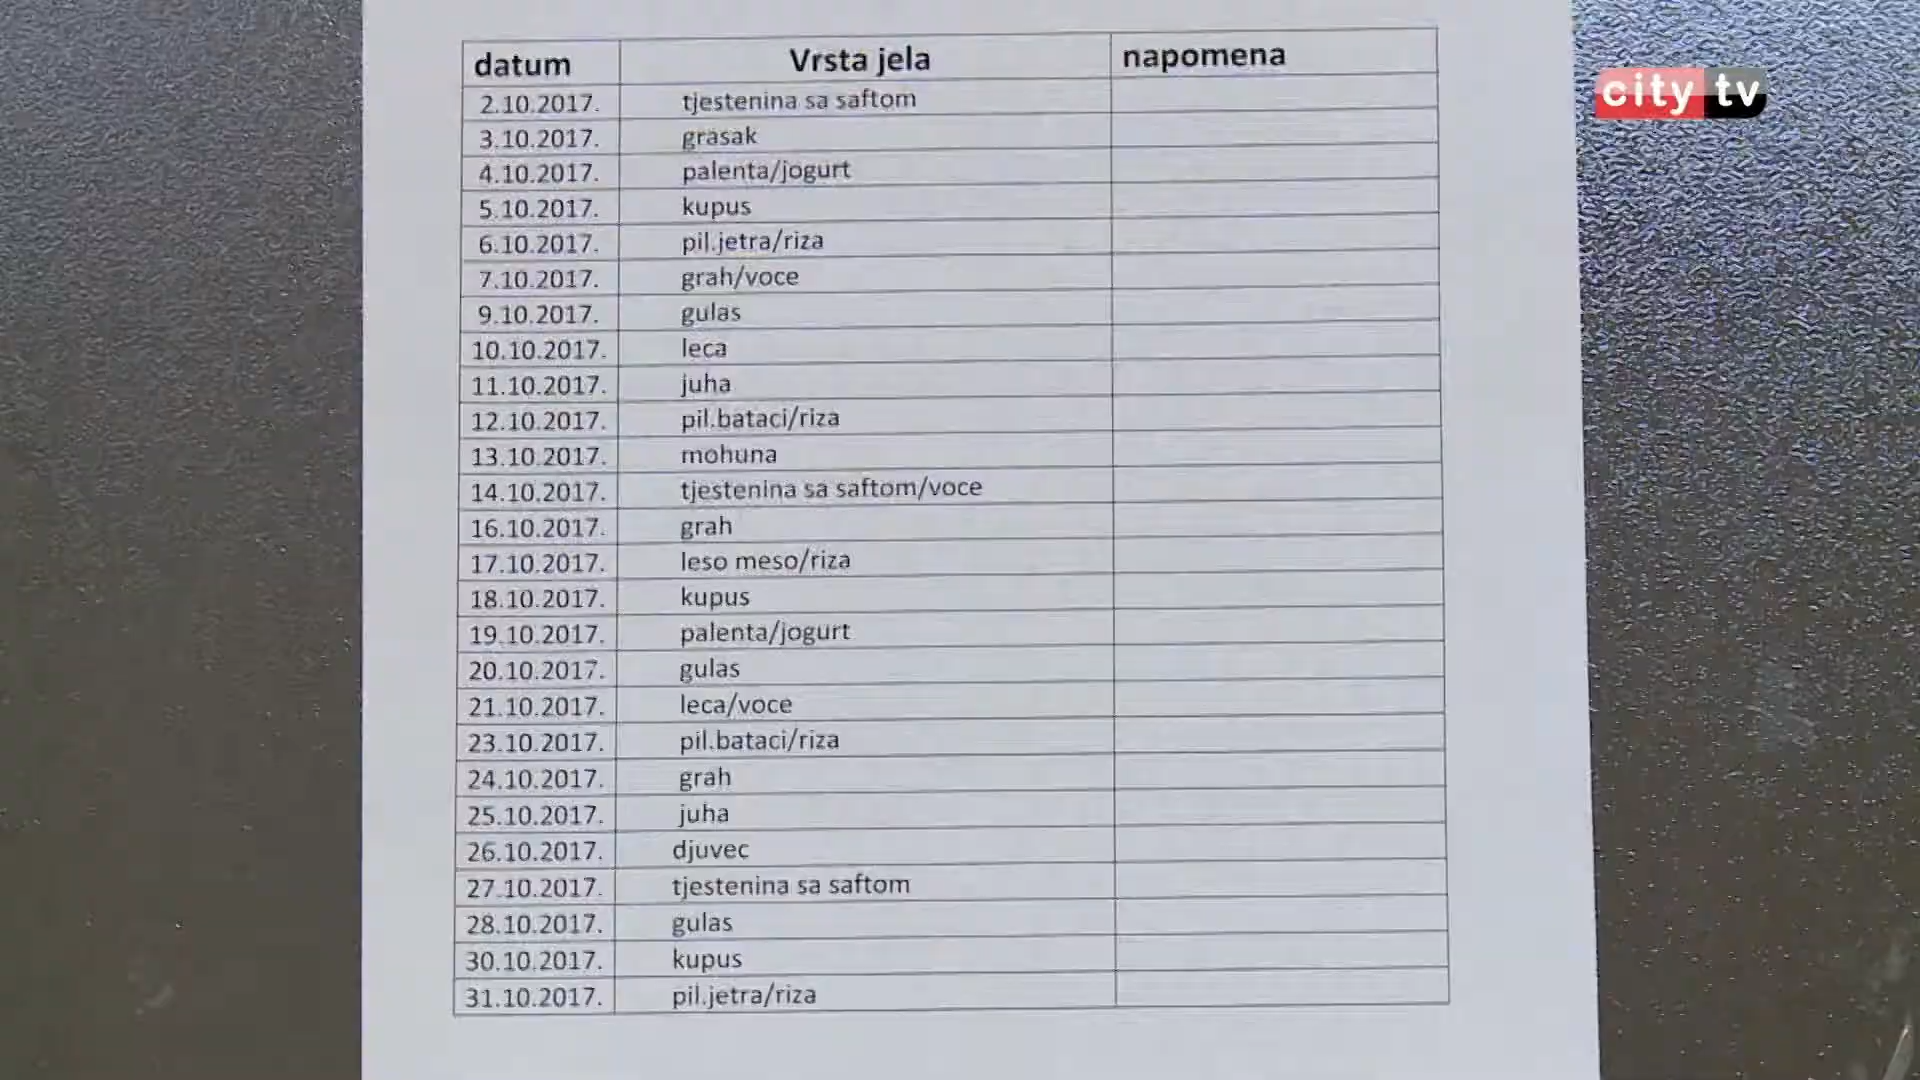 datum Vrsta jela napomena
2.10.2017. tjestenina sa saftom
3.10.2017. grasak
4.10.2017. palenta/jogurt
5.10.2017. kupus
6.10.2017. pil.jetra/riza
7.10.2017. grah/voce
9.10.2017. gulas
10.10.2017. leca
11.10.2017. juha
12.10.2017. pil.bataci/riza
13.10.2017. mohuna
14.10.2017. tjestenina sa saftom/voce
16.10.2017. grah
17.10.2017. leso meso/riza
18.10.2017. kupus
19.10.2017. palenta/jogurt
20.10.2017. gulas
21.10.2017. leca/voce
23.10.2017. pil.bataci/riza
24.10.2017. grah
25.10.2017. juha
26.10.2017. djuvec
27.10.2017. tjestenina sa saftom
28.10.2017. gulas
30.10.2017. kupus
31.10.2017. pil.jetra/riza
city tv